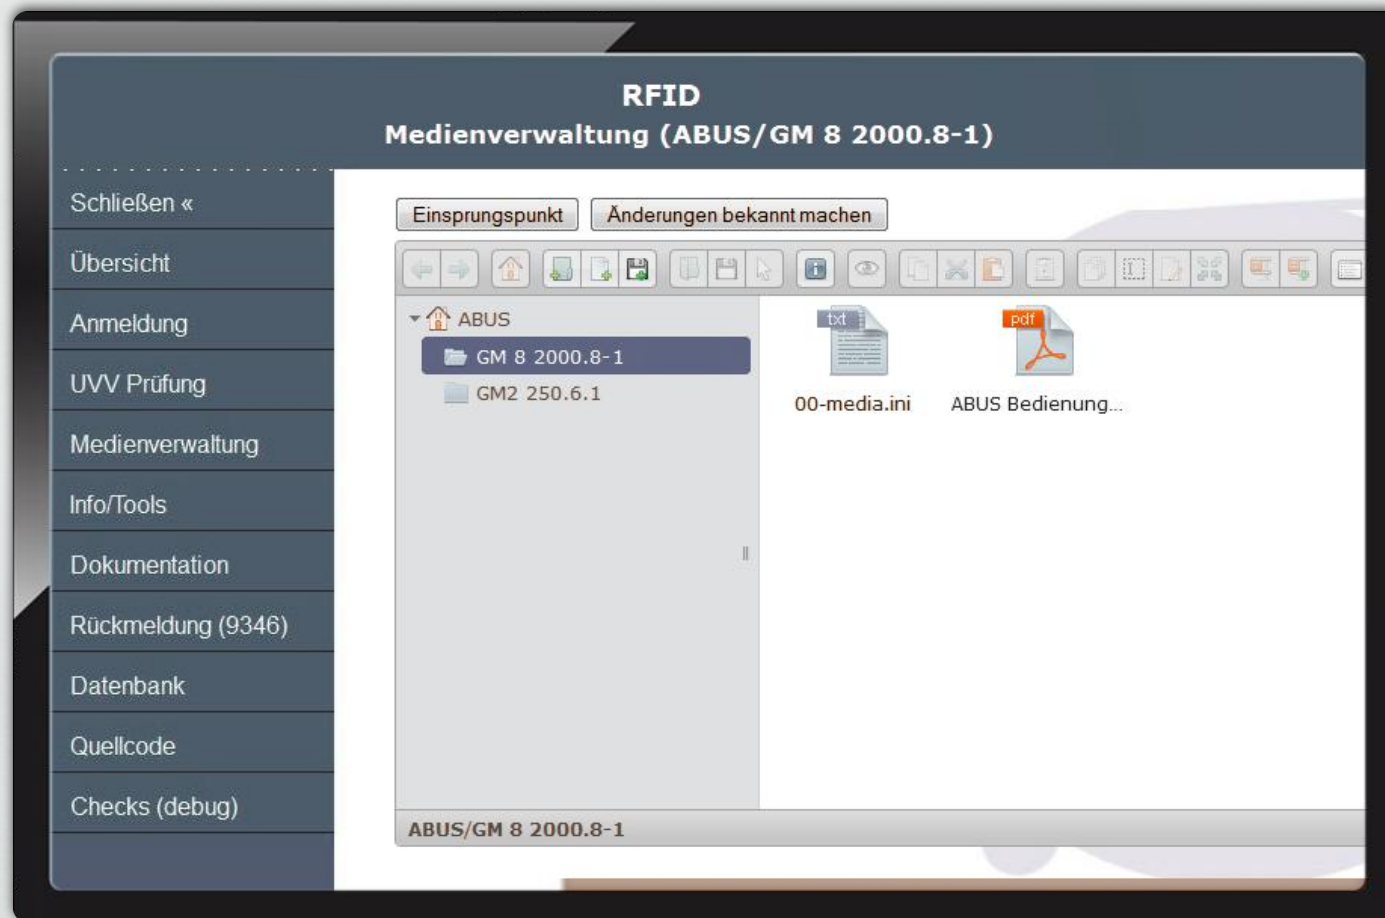 RFID
Medienverwaltung (ABUS/GM 8 2000.8-1)
Schließen «
Übersicht
Anmeldung
UVV Prüfung
Medienverwaltung
Info/Tools
Dokumentation
Rückmeldung (9346)
Datenbank
Quellcode
Checks (debug)
Einsprungspunkt
Änderungen bekannt machen
ABUS
GM 8 2000.8-1
GM2 250.6.1
txt
00-media.ini
pdf
ABUS Bedienung...
ABUS/GM 8 2000.8-1